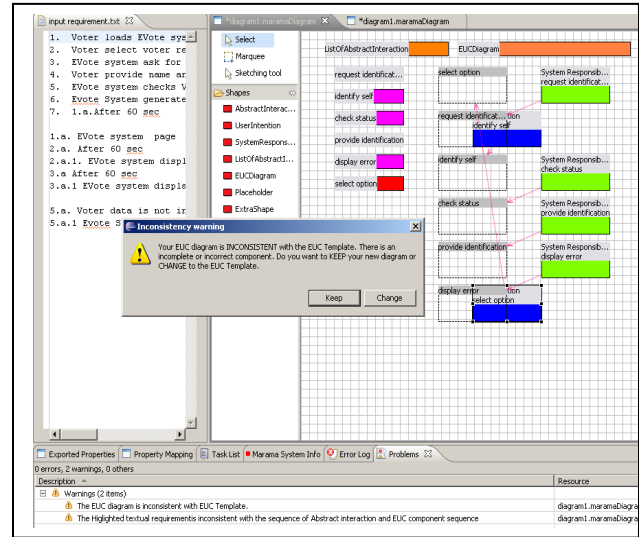 input requirement.txt
*diagram1.maramaDiagram
*diagram1.maramaDiagram
1. Voter loads EVote sys
2. Voter select voter re
3. EVote system ask for
4. Voter provide name ar
5. EVote system checks V
6. Evote System generate
7. 1.a.After 60 sec
1.a. EVote system page
2.a. After 60 sec
2.a.1. EVote system displ
3.a After 60 sec
3.a.1 EVote system displa
5.a. Voter data is not ir
5.a.1 Evote S
Select
Marquee
Sketching tool
Shapes
AbstractInterac...
UserIntention
SystemRespons...
ListOfAbstractI...
EUCDiagram
Placeholder
ExtraShape
ListOfAbstractInteraction
EUCDiagram
request identificat...
identify self
check status
provide identification
display error
select option
select option
System Responsib...
request identificat...
request identificat...
tion
identify self
identify self
System Responsib...
check status
check status
System Responsib...
provide identification
provide identification
System Responsib...
display error
display error
tion
select option
Inconsistency warning
Your EUC diagram is INCONSISTENT with the EUC Template. There is an
incomplete or incorrect component. Do you want to KEEP your new diagram or
CHANGE to the EUC Template.
Keep
Change
Exported Properties
Property Mapping
Task List
Marama System Info
Error Log
Problems
0 errors, 2 warnings, 0 others
Description
Resource
Warnings (2 items)
The EUC diagram is inconsistent with EUC Template.
diagram1.maramaDiagra
The Higlighted textual requirementis inconsistent with the sequence of Abstract interaction and EUC component sequence
diagram1.maramaDiagra